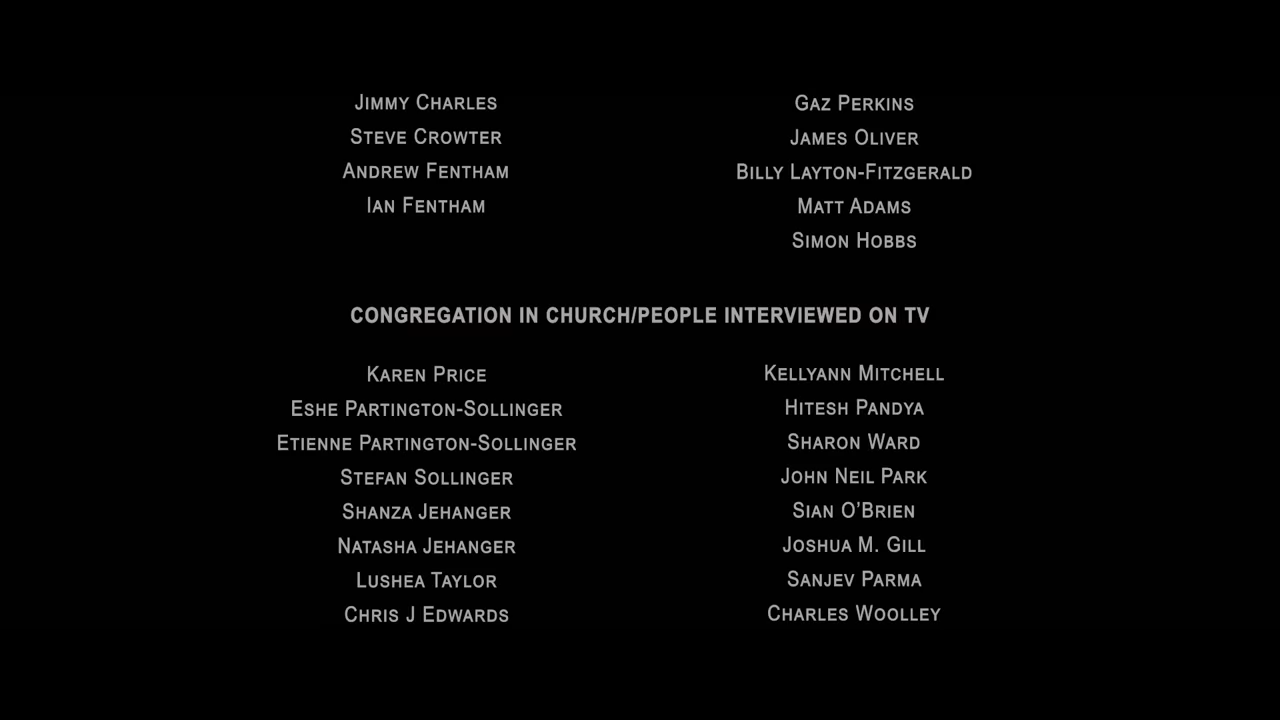 Jimmy Charles
Steve Crowter
Andrew Fentham
Ian Fentham
Gaz Perkins
James Oliver
Billy Layton-Fitzgerald
Matt Adams
Simon Hobbs
CONGREGATION IN CHURCH/PEOPLE INTERVIEWED ON TV
Karen Price
Eshe Partington-Sollinger
Etienne Partington-Sollinger
Stefan Sollinger
Shanza Jehanger
Natasha Jehanger
Lushea Taylor
Chris J Edwards
Kellyann Mitchell
Hitesh Pandya
Sharon Ward
John Neil Park
Sian O’Brien
Joshua M. Gill
Sanjev Parma
Charles Woolley